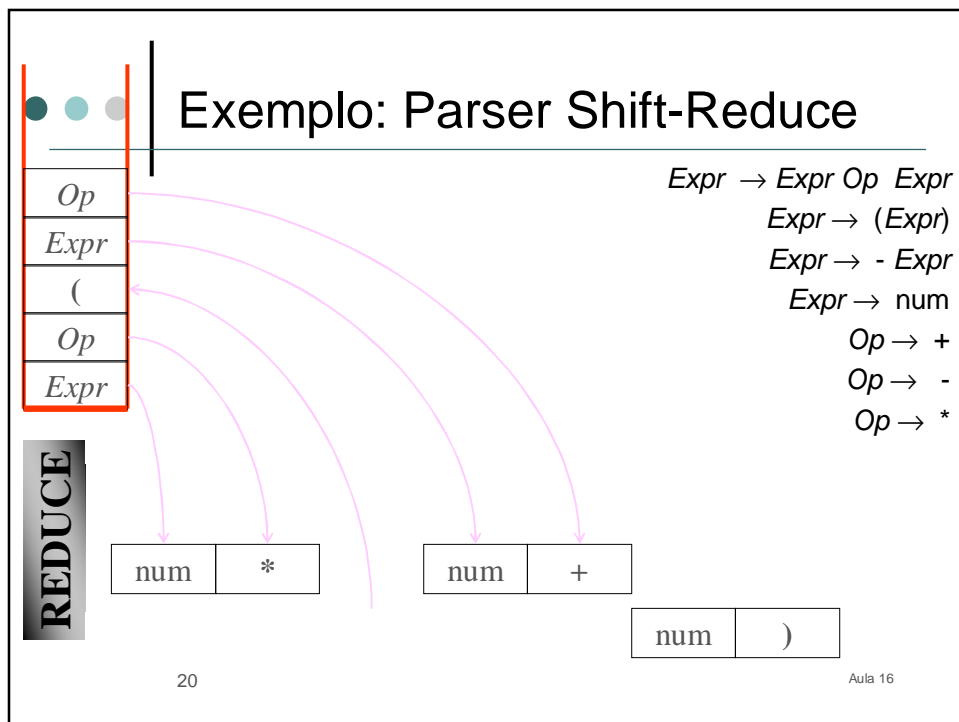 Exemplo: Parser Shift-Reduce
Expr → Expr Op Expr
Expr → (Expr)
Expr → - Expr
Expr → num
Op → +
Op → -
Op → *
Op
Expr
(
Op
Expr
REDUCE
num *
num +
num )
20
Aula 16